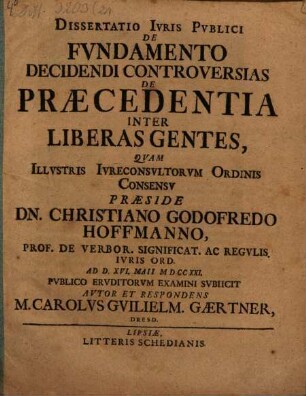 DISSERTATIO IVRIS PVBLICI
DE
FVNDAMENTO
DECIDENDI CONTROVERSIAS
DE
PRÆCEDENTIA
INTER
LIBERAS GENTES,
QVAM
ILLVSTRIS IVRECONSVLTORVM ORDINIS
CONSENSV
PRÆSIDE
DN. CHRISTIANO GODOFREDO
HOFFMANNO,
PROF. DE VERBOR. SIGNIFICAT. AC REGVLIS
IVRIS ORD.
AD D. XVI. MAII MDCCXXI.
PVBLICO ERVDITORVM EXAMINI SVBIICIT
AVTOR ET RESPONDENS
M. CAROLVS GVILIELM. GÆRTNER,
DRESD.
LIPSIÆ,
LITTERIS SCHEDIANIS.